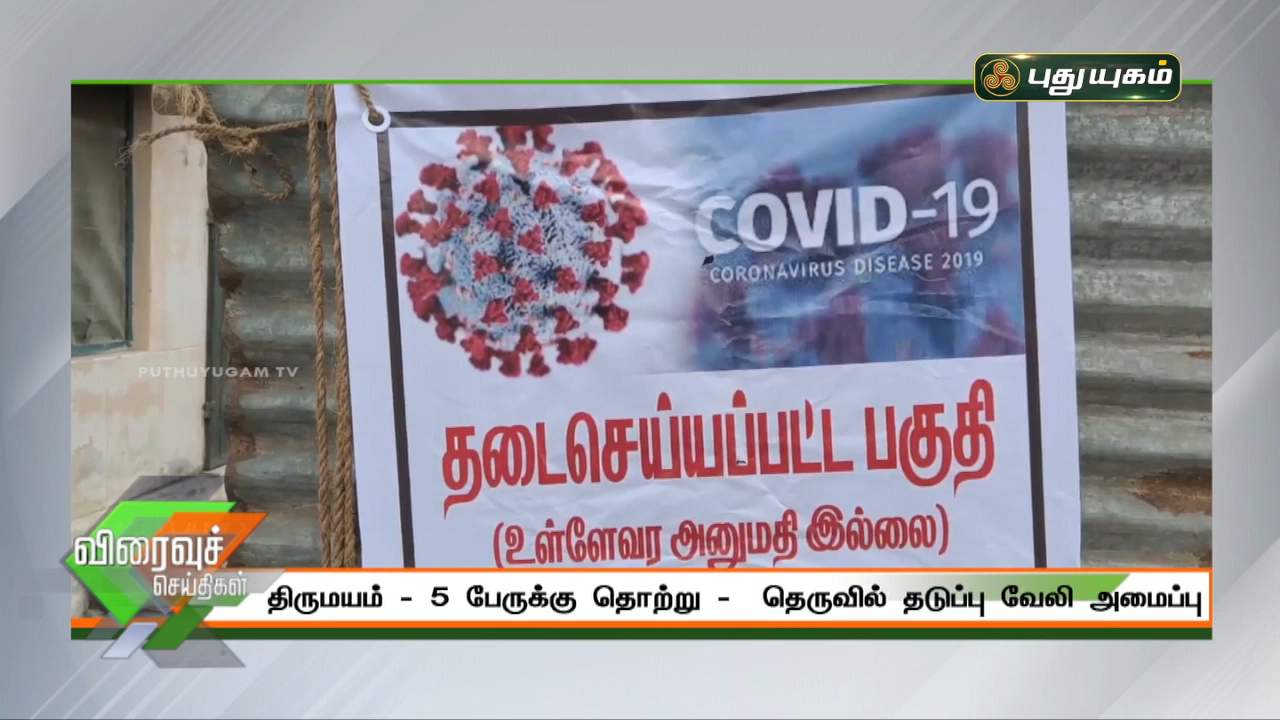 புதுயுகம்
COVID-19
CORONAVIRUS DISEASE 2019
PUTHUYUGAM TV
தடைசெய்யப்பட்ட பகுதி
(உள்ளேவர அனுமதி இல்லை)
விரைவுச்
செய்திகள்
திருமயம் - 5 பேருக்கு தொற்று - தெருவில் தடுப்பு வேலி அமைப்பு